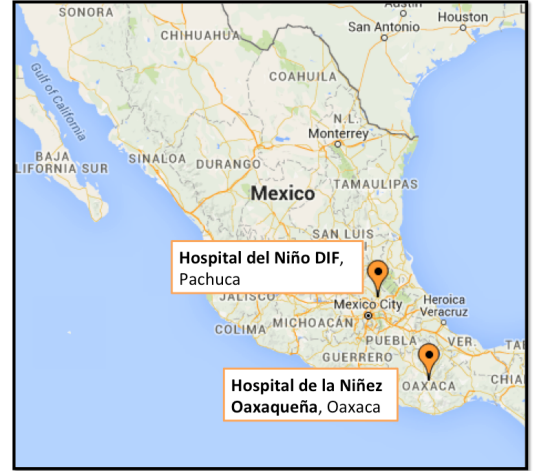 SONORA
CHIHUAHUA
Austin
San Antonio
Houston
COAHUILA
Gulf of California
N.L.
Monterrey
BAJA
LIFORNIA SUR
SINALOA
DURANGO
TAMAULIPAS
Mexico
SAN LUIS
Hospital del Niño DIF,
Pachuca
JALISCO
Mexico City
Heroica
Veracruz
COLIMA
MICHOACÁN
PUEBLA
VER.
TA
GUERRERO
Hospital de la Niñez
Oaxaqueña, Oaxaca
OAXACA
CHIA